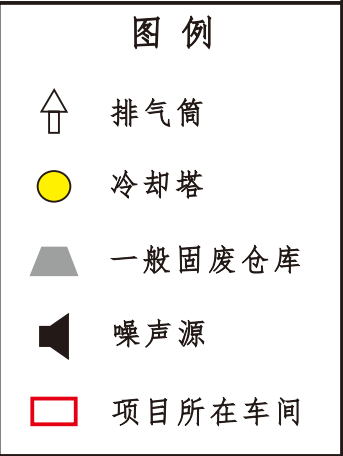 图 例
排气筒
冷却塔
一般固废仓库
噪声源
项目所在车间